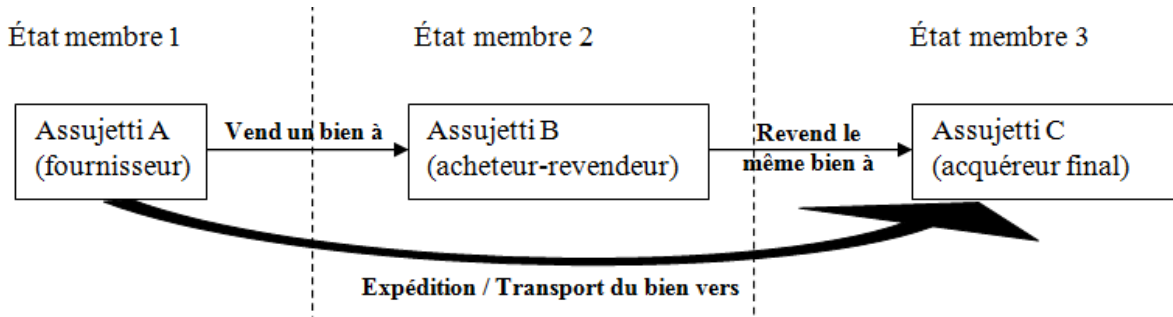 État membre 1
État membre 2
État membre 3
Assujetti A
(fournisseur)
Vend un bien à
Assujetti B
(acheteur-revendeur)
Revend le
même bien à
Assujetti C
(acquéreur final)
Expédition / Transport du bien vers